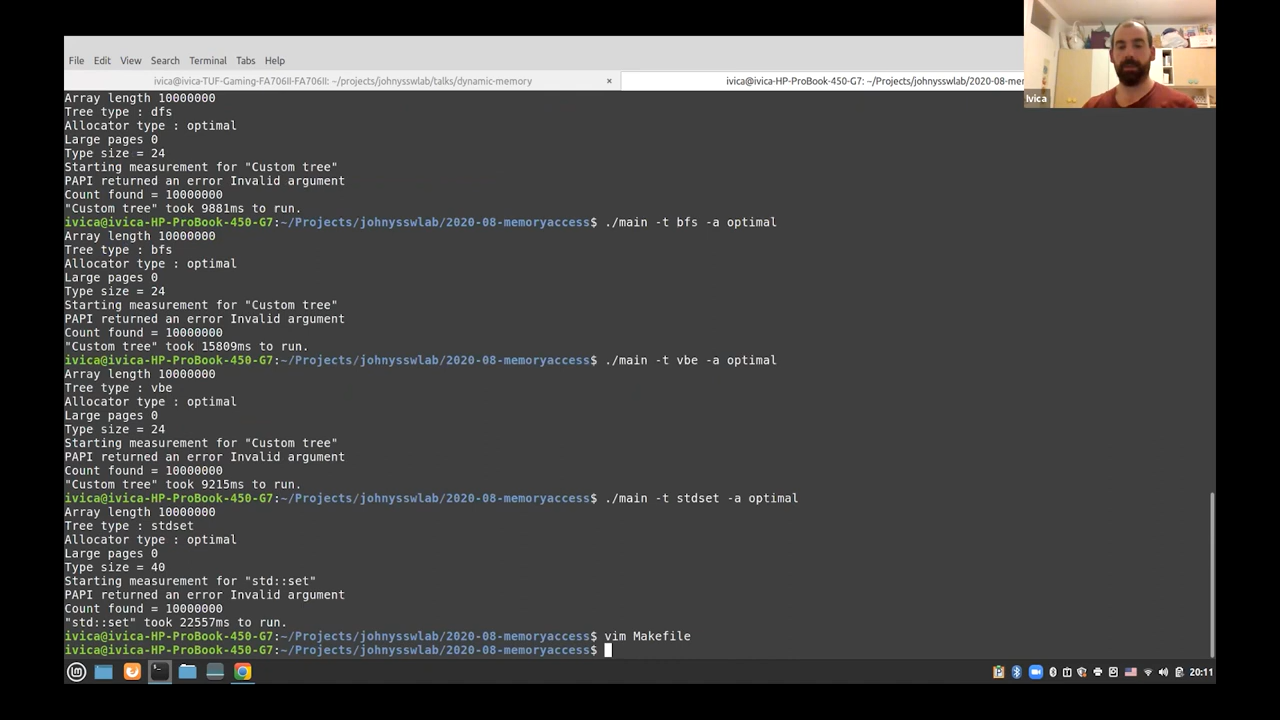 File Edit View Search Terminal Tabs Help
ivica@ivica-TUF-Gaming-FA706II-FA706II: ~/projects/johnysswlab/talks/dynamic-memory ×
ivica@ivica-HP-ProBook-450-G7: ~/Projects/johnysswlab/2020-08-mem
Ivica
Array length 10000000
Tree type : dfs
Allocator type : optimal
Large pages 0
Type size = 24
Starting measurement for "Custom tree"
PAPI returned an error Invalid argument
Count found = 10000000
"Custom tree" took 9881ms to run.
ivica@ivica-HP-ProBook-450-G7:~/Projects/johnysswlab/2020-08-memoryaccess$ ./main -t bfs -a optimal
Array length 10000000
Tree type : bfs
Allocator type : optimal
Large pages 0
Type size = 24
Starting measurement for "Custom tree"
PAPI returned an error Invalid argument
Count found = 10000000
"Custom tree" took 15809ms to run.
ivica@ivica-HP-ProBook-450-G7:~/Projects/johnysswlab/2020-08-memoryaccess$ ./main -t vbe -a optimal
Array length 10000000
Tree type : vbe
Allocator type : optimal
Large pages 0
Type size = 24
Starting measurement for "Custom tree"
PAPI returned an error Invalid argument
Count found = 10000000
"Custom tree" took 9215ms to run.
ivica@ivica-HP-ProBook-450-G7:~/Projects/johnysswlab/2020-08-memoryaccess$ ./main -t stdset -a optimal
Array length 10000000
Tree type : stdset
Allocator type : optimal
Large pages 0
Type size = 40
Starting measurement for "std::set"
PAPI returned an error Invalid argument
Count found = 10000000
"std::set" took 22557ms to run.
ivica@ivica-HP-ProBook-450-G7:~/Projects/johnysswlab/2020-08-memoryaccess$ vim Makefile
ivica@ivica-HP-ProBook-450-G7:~/Projects/johnysswlab/2020-08-memoryaccess$
20:11